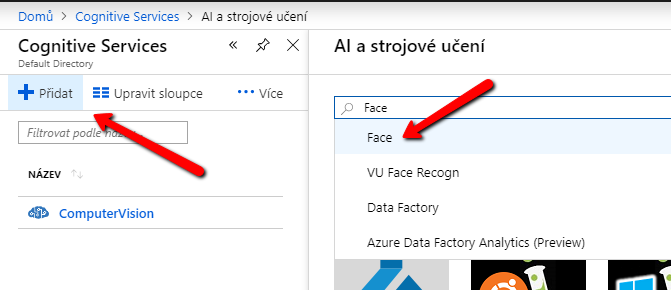 Domů > Cognitive Services > AI a strojové učení
Cognitive Services
Default Directory
Přidat Upravit sloupce Více
Filtrovat podle názvu...
NÁZEV
ComputerVision
AI a strojové učení
Face
Face
VU Face Recogn
Data Factory
Azure Data Factory Analytics (Preview)